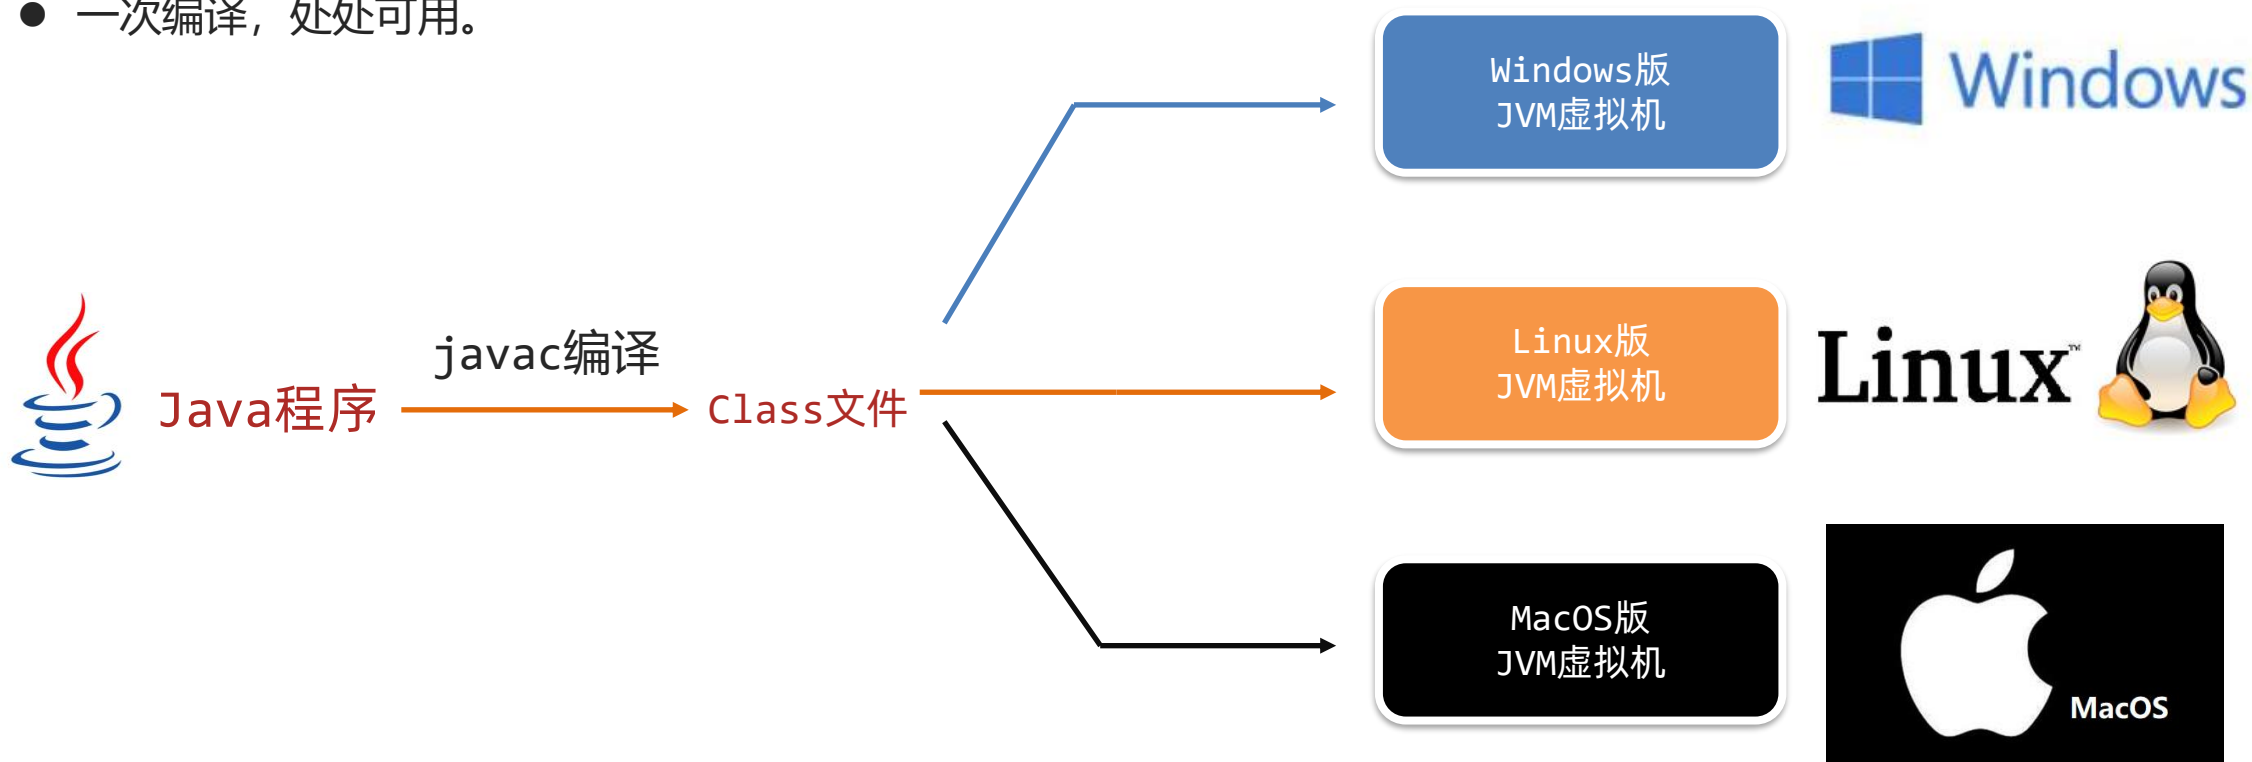 ● 一次编译，处处可用。
Windows版
JVM虚拟机
Windows
javac编译
Java程序
Class文件
Linux版
JVM虚拟机
Linux™
MacOS版
JVM虚拟机
MacOS